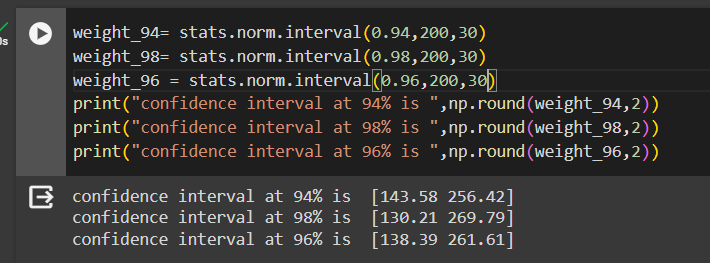 weight_94= stats.norm.interval(0.94,200,30)
weight_98= stats.norm.interval(0.98,200,30)
weight_96 = stats.norm.interval(0.96,200,30)
print("confidence interval at 94% is ",np.round(weight_94,2))
print("confidence interval at 98% is ",np.round(weight_98,2))
print("confidence interval at 96% is ",np.round(weight_96,2))
confidence interval at 94% is  [143.58 256.42]
confidence interval at 98% is  [130.21 269.79]
confidence interval at 96% is  [138.39 261.61]